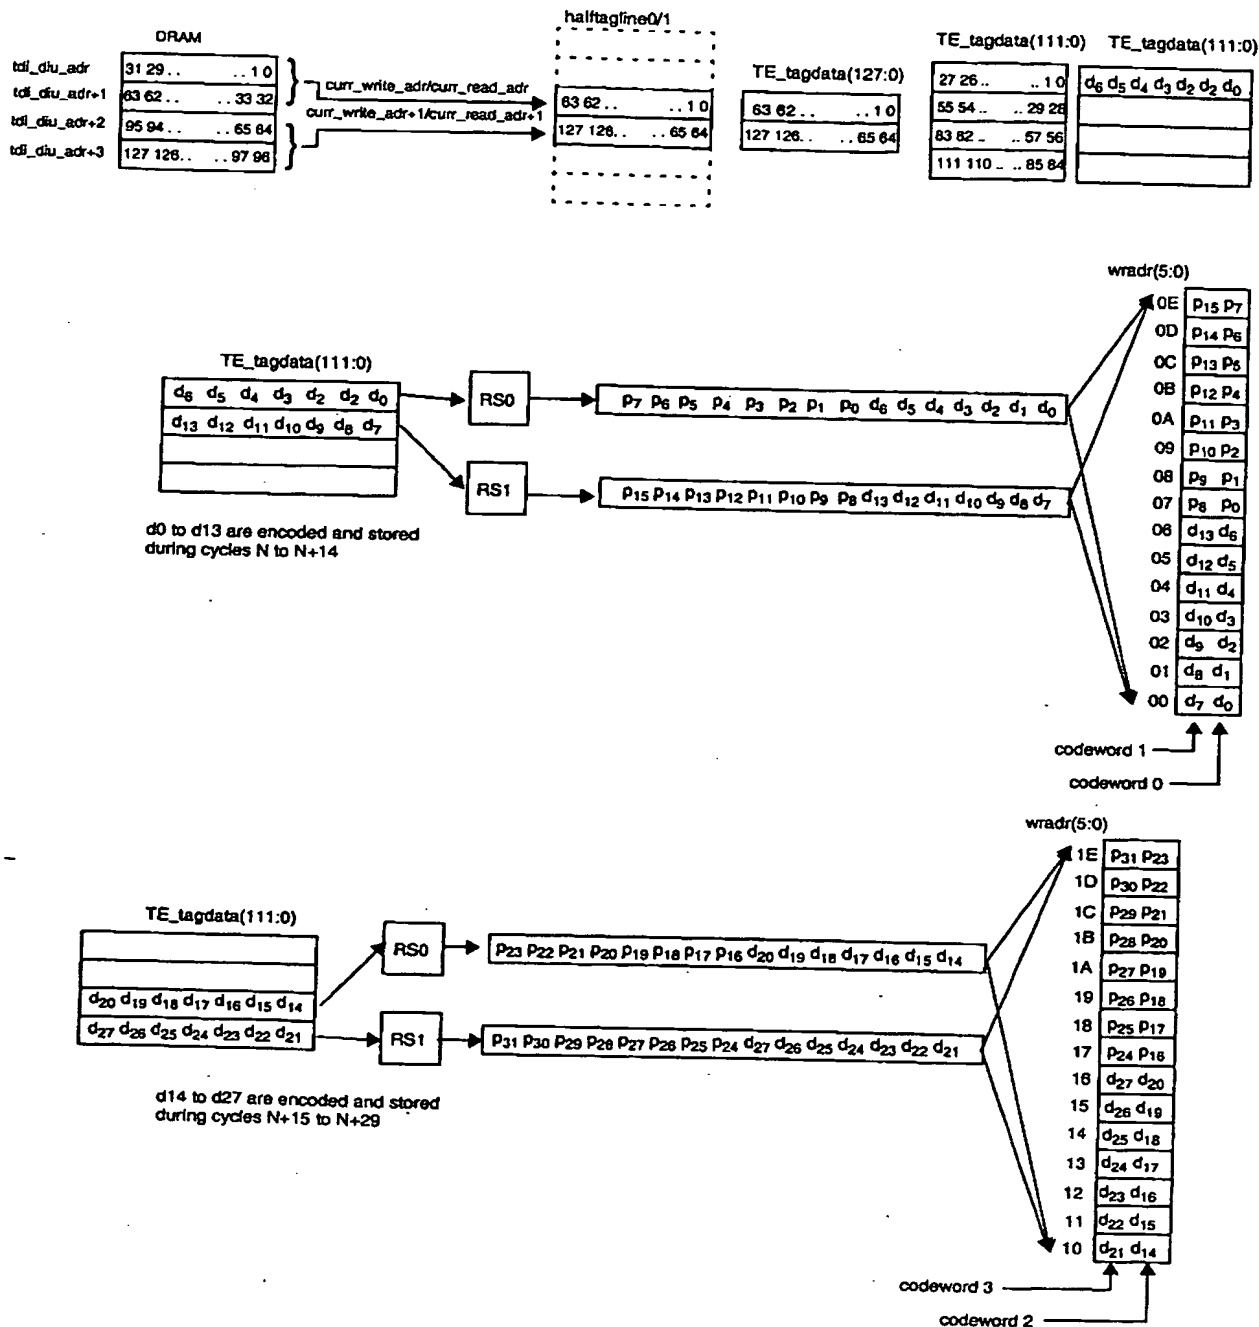 halftagline0/1
DRAM
TE_tagdata(111:0) TE_tagdata(111:0)
TE_tagdata(127:0)
tdi_diu_adr 31 29 . . . . 1 0
tdi_diu_adr+1 63 62 . . . . 33 32
tdi_diu_adr+2 95 94 . . . . 65 64
tdi_diu_adr+3 127 126 . . . . 97 96
curr_write_adr/curr_read_adr
curr_write_adr+1/curr_read_adr+1
63 62 . . . . 1 0
127 126. . . . 65 64
63 62 . . . . 1 0
127 126. . . . 65 64
27 26 . . . . 1 0
55 54 . . . . 29 28
83 82 . . . . 57 56
111 110 . . . . 85 84
d6 d5 d4 d3 d2 d2 d0
wradr(5:0)
0E p15 p7
0D p14 p6
0C p13 p5
0B p12 p4
0A p11 p3
09 p10 p2
08 p9 p1
07 p8 p0
06 d13 d6
05 d12 d5
04 d11 d4
03 d10 d3
02 d9 d2
01 d8 d1
00 d7 d0
TE_tagdata(111:0)
d6 d5 d4 d3 d2 d2 d0
d13 d12 d11 d10 d9 d8 d7
RS0
p7 p6 p5 p4 p3 p2 p1 p0 d6 d5 d4 d3 d2 d1 d0
RS1
p15 p14 p13 p12 p11 p10 p9 p8 d13 d12 d11 d10 d9 d8 d7
d0 to d13 are encoded and stored
during cycles N to N+14
codeword 1
codeword 0
wradr(5:0)
1E p31 p23
1D p30 p22
1C p29 p21
1B p28 p20
1A p27 p19
19 p26 p18
18 p25 p17
17 p24 p16
16 d27 d20
15 d26 d19
14 d25 d18
13 d24 d17
12 d23 d16
11 d22 d15
10 d21 d14
TE_tagdata(111:0)
d20 d19 d18 d17 d16 d15 d14
d27 d26 d25 d24 d23 d22 d21
RS0
p23 p22 p21 p20 p19 p18 p17 p16 d20 d19 d18 d17 d16 d15 d14
RS1
p31 p30 p29 p28 p27 p26 p25 p24 d27 d26 d25 d24 d23 d22 d21
d14 to d27 are encoded and stored
during cycles N+15 to N+29
codeword 3
codeword 2